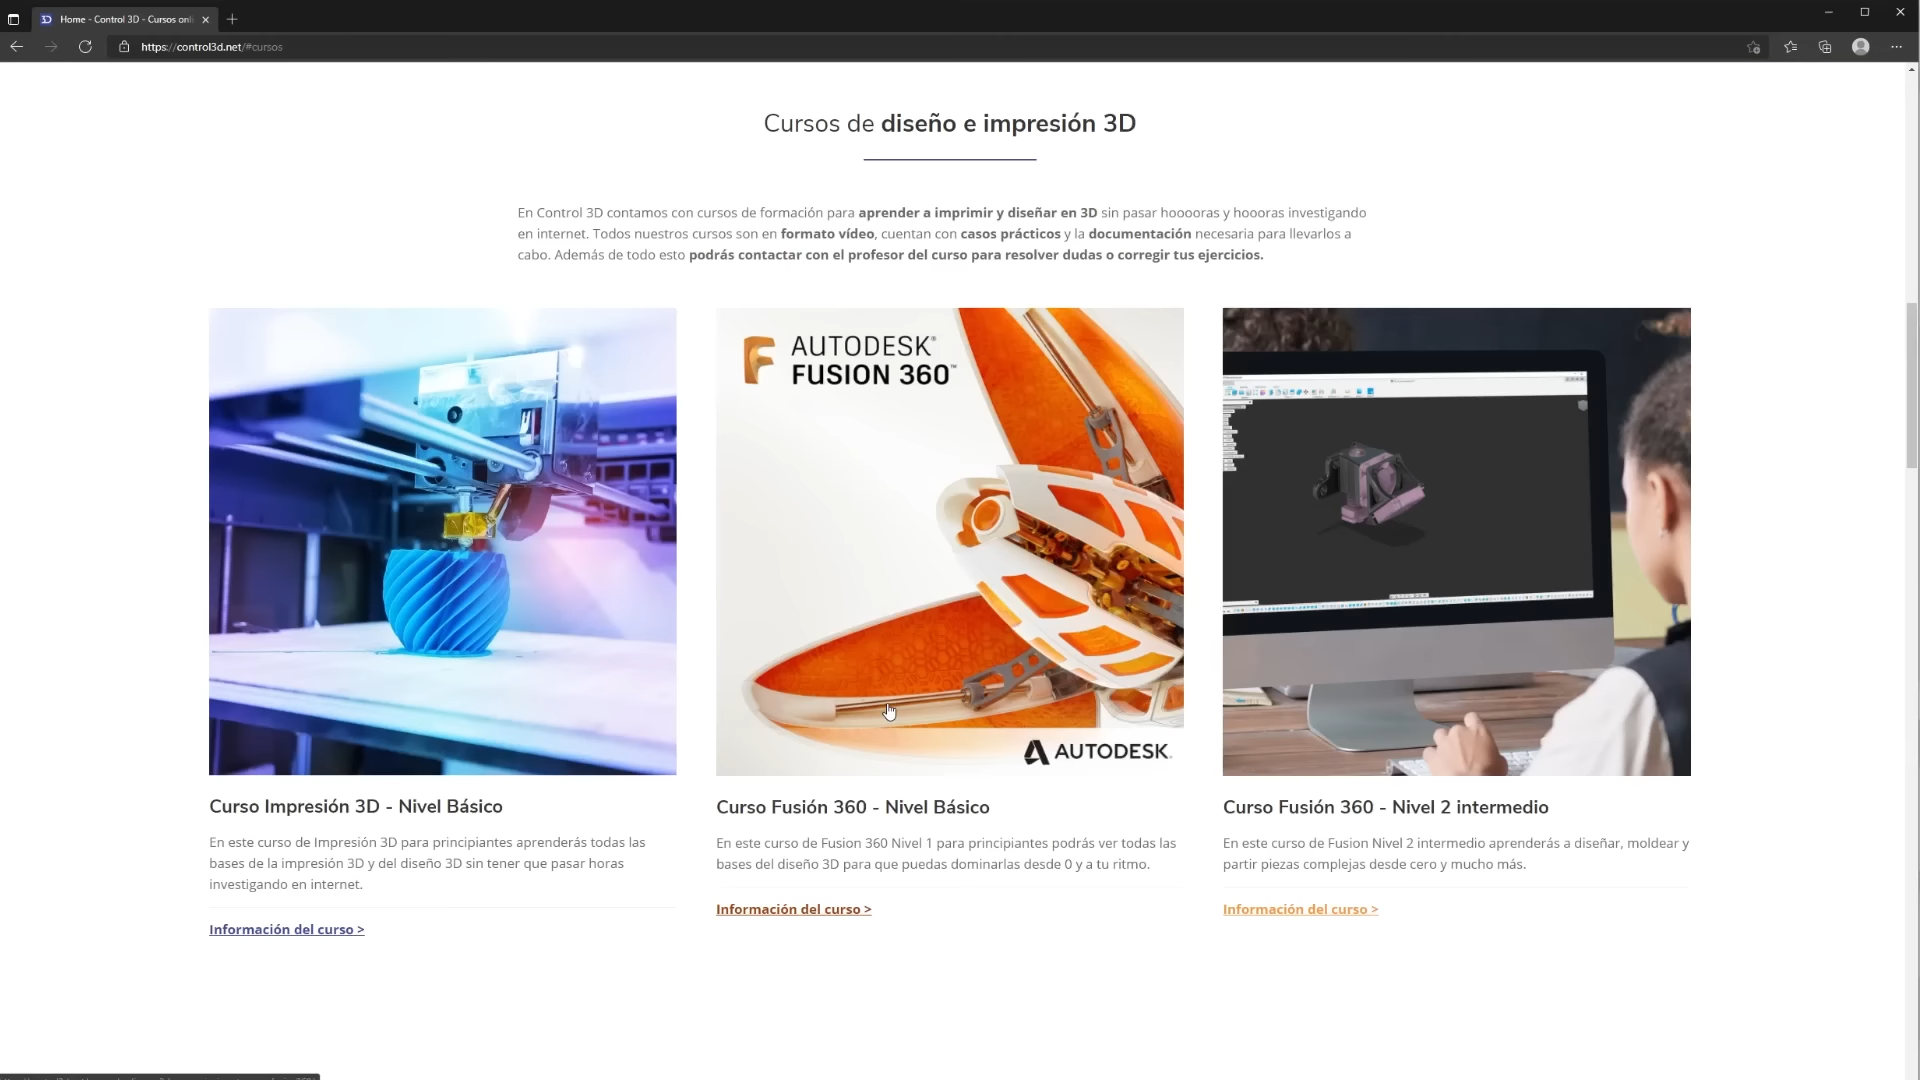 Home - Control 3D - Cursos onli
https://control3d.net/#cursos
Cursos de diseño e impresión 3D
En Control 3D contamos con cursos de formación para aprender a imprimir y diseñar en 3D sin pasar hooooras y hoooras investigando
en internet. Todos nuestros cursos son en formato vídeo, cuentan con casos prácticos y la documentación necesaria para llevarlos a
cabo. Además de todo esto podrás contactar con el profesor del curso para resolver dudas o corregir tus ejercicios.
AUTODESK®
FUSION 360™
AUTODESK.
Curso Impresión 3D - Nivel Básico
En este curso de Impresión 3D para principiantes aprenderás todas las
bases de la impresión 3D y del diseño 3D sin tener que pasar horas
investigando en internet.
Información del curso >
Curso Fusión 360 - Nivel Básico
En este curso de Fusion 360 Nivel 1 para principiantes podrás ver todas las
bases del diseño 3D para que puedas dominarlas desde 0 y a tu ritmo.
Información del curso >
Curso Fusión 360 - Nivel 2 intermedio
En este curso de Fusion Nivel 2 intermedio aprenderás a diseñar, moldear y
partir piezas complejas desde cero y mucho más.
Información del curso >